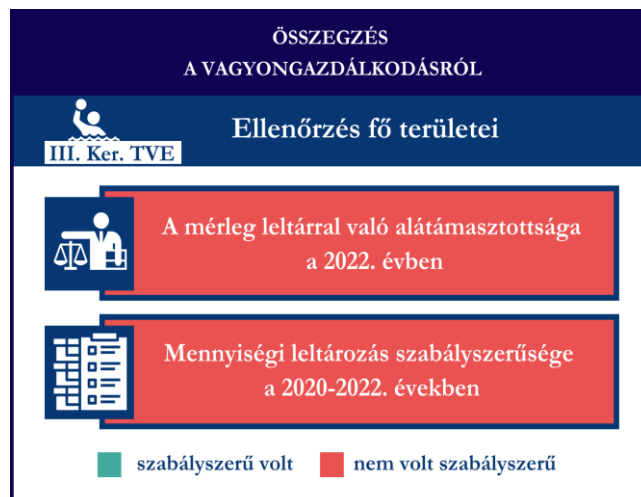 ÖSSZEGZÉS
A VAGYONGAZDÁLKODÁSRÓL
III. Ker. TVE
Ellenőrzés fő területei
A mérleg leltárral való alátámasztottsága
a 2022. évben
Mennyiségi leltározás szabályszerűsége
a 2020-2022. években
szabályszerű volt
nem volt szabályszerű